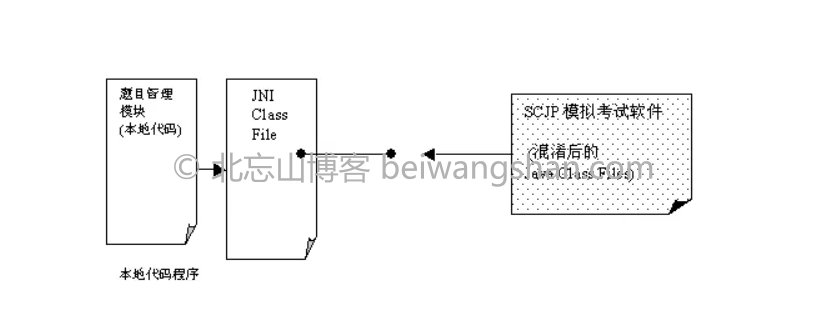 题目管理
模块
(本地代码)
JNI
Class
File
SCJP 模拟考试软件
(混淆后的
Java Class Files)
© 北忘山博客 beiwangshan.com
本地代码程序